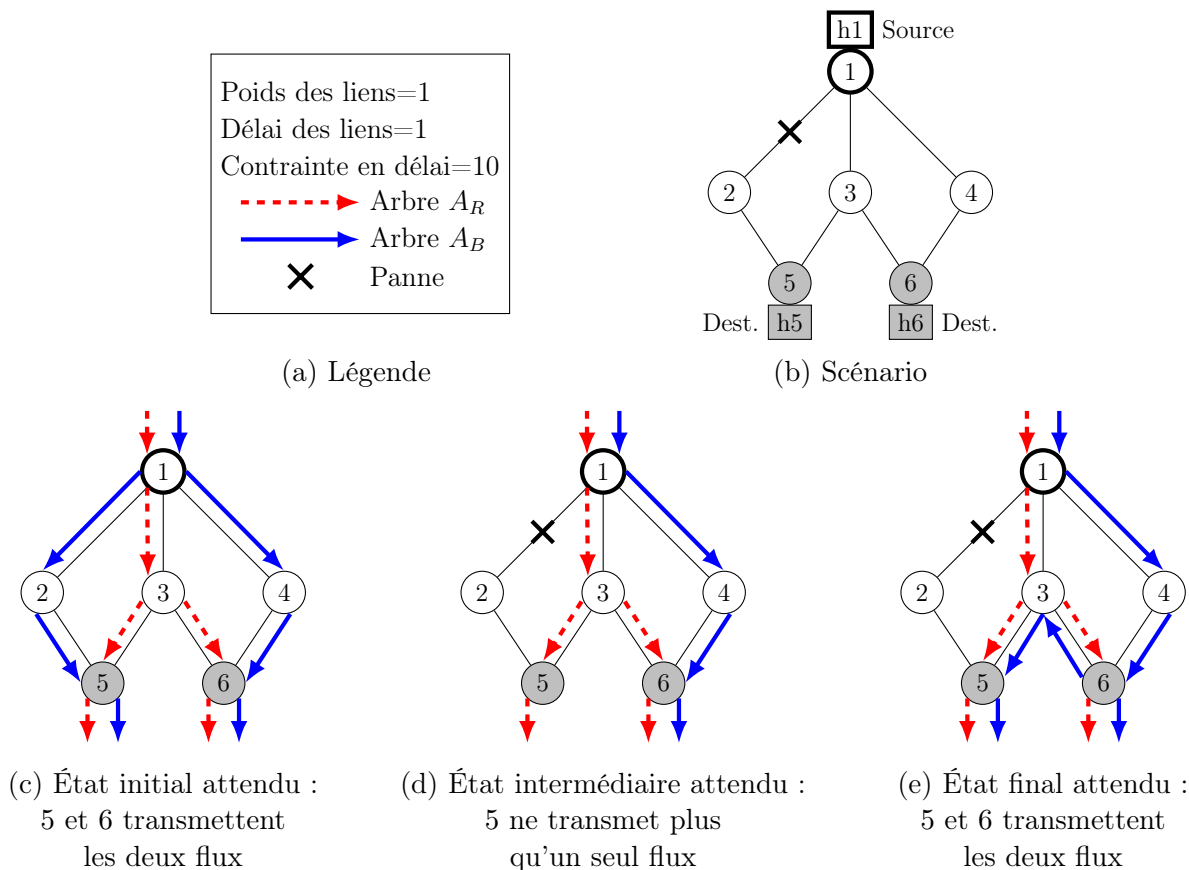 Poids des liens=1
Délai des liens=1
Contrainte en délai=10
Arbre A_R
Arbre A_B
Panne
(a) Légende
h1 Source
1
2 3 4
5 6
Dest. h5 h6 Dest.
(b) Scénario
1
2 3 4
5 6
(c) État initial attendu :
5 et 6 transmettent
les deux flux
1
2 3 4
5 6
(d) État intermédiaire attendu :
5 ne transmet plus
qu'un seul flux
1
2 3 4
5 6
(e) État final attendu :
5 et 6 transmettent
les deux flux